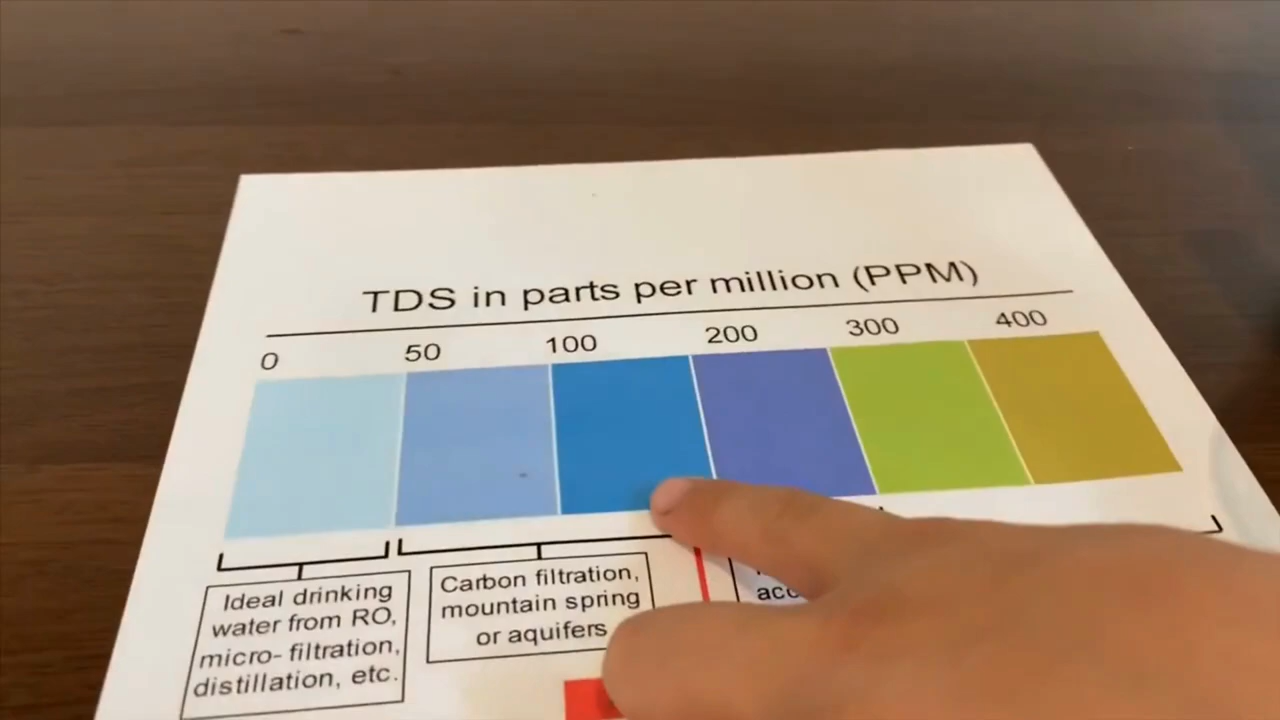 TDS in parts per million (PPM)
0 50 100 200 300 400
Ideal drinking
water from RO,
micro- filtration,
distillation, etc.
Carbon filtration,
mountain spring
or aquifers